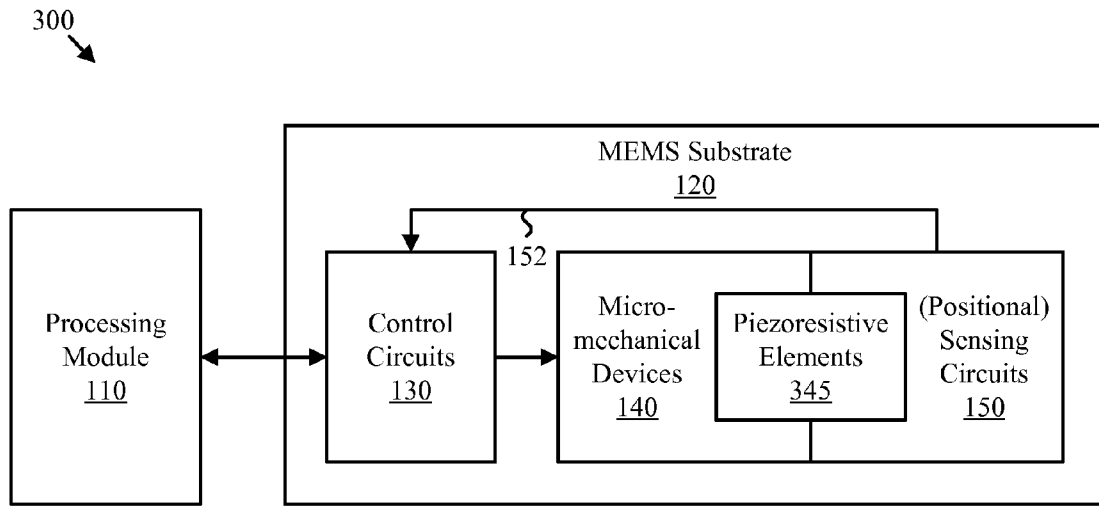 300
MEMS Substrate
120
152
Processing
Module
110
Control
Circuits
130
Micro-
mechanical
Devices
140
Piezoresistive
Elements
345
(Positional)
Sensing
Circuits
150